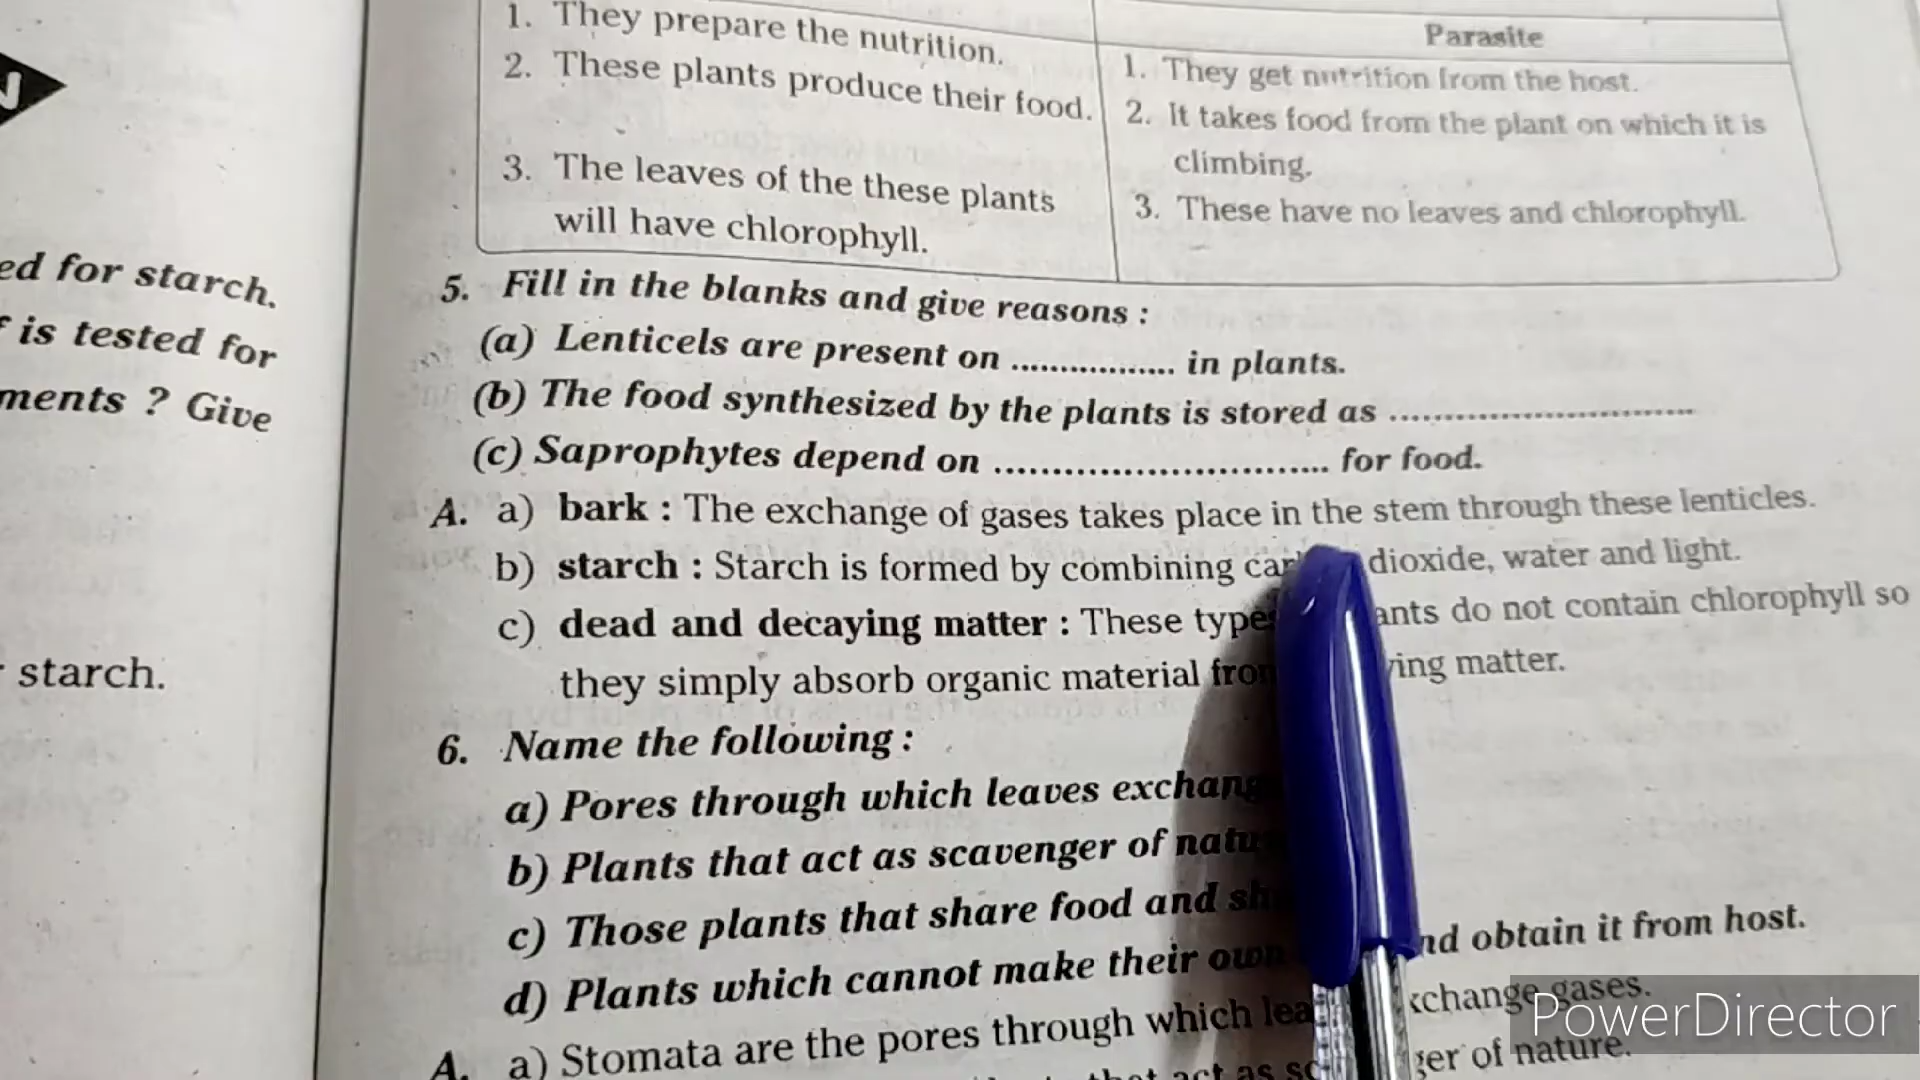 N
ed for starch.
is tested for
ments ? Give
starch.
1. They prepare the nutrition.
2. These plants produce their food.
3. The leaves of the these plants
will have chlorophyll.
Parasite
1. They get nutrition from the host.
2. It takes food from the plant on which it is
climbing.
3. These have no leaves and chlorophyll.
5. Fill in the blanks and give reasons :
(a) Lenticels are present on ................. in plants.
(b) The food synthesized by the plants is stored as ...........................
(c) Saprophytes depend on ............................. for food.
A. a) bark : The exchange of gases takes place in the stem through these lenticles.
b) starch : Starch is formed by combining dioxide, water and light.
c) dead and decaying matter : These do not contain chlorophyll so
they simply absorb organic material matter.
6. Name the following :
a) Pores through which leaves
b) Plants that act as scavenger of
c) Those plants that share food and
d) Plants which cannot make their own obtain it from host.
A. a) Stomata are the pores through which gases.
act as of nature.
PowerDirector